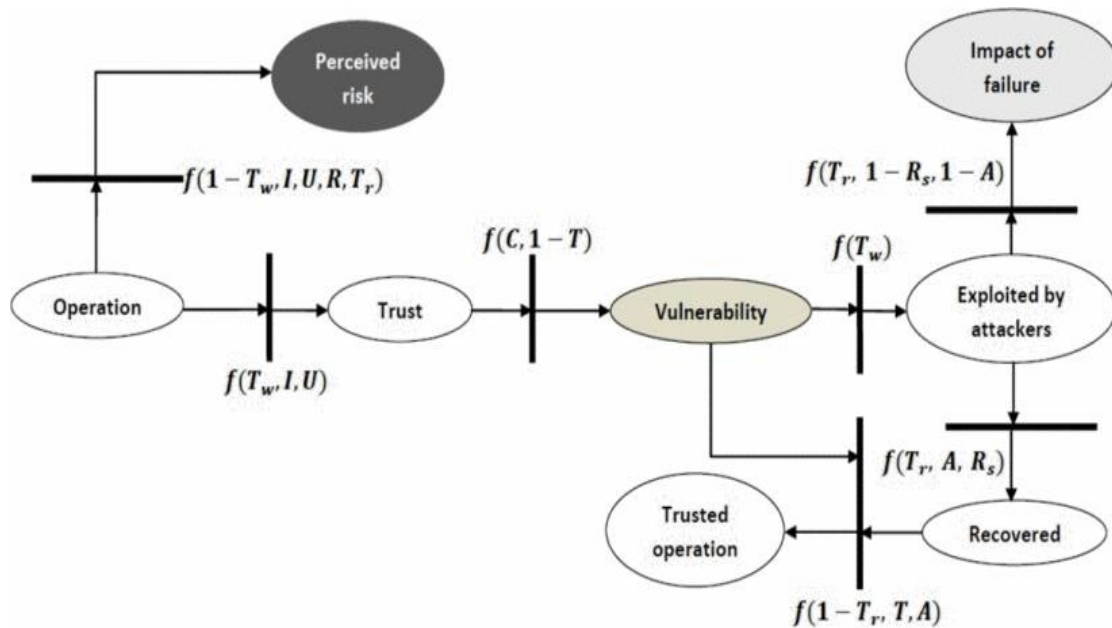 Perceived
risk
Impact of
failure
f(1 − T_w, I, U, R, T_r)
f(T_r, 1 − R_s, 1 − A)
f(C, 1 − T)
f(T_w)
Operation
Trust
Vulnerability
Exploited by
attackers
f(T_w, I, U)
f(T_r, A, R_s)
Trusted
operation
Recovered
f(1 − T_r, T, A)